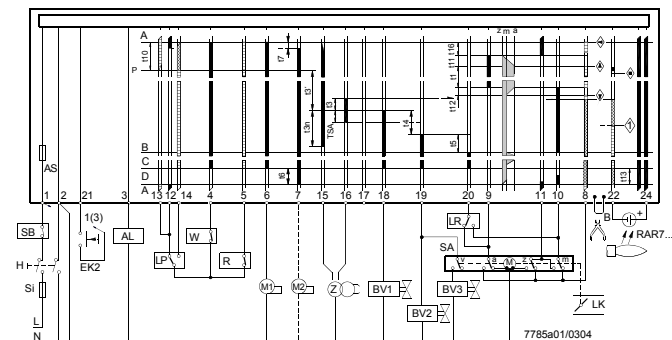 z m a
A
t10
P
t7
t16
t11
t1
t12
t3'
t3
t3n
TSA
t4
t5
1
B
C
D
A
t6
t13
AS
1 2 21 3 13 12 14 4 5 6 7 15 16 17 18 19 20 9 11 10 8 22 24
SB
1(3)
AL
W
LP
R
LR
B
+
RAR7...
H
EK2
SA
v a M z m
Si
M1
M2
Z
BV1
BV3
BV2
LK
L
N
7785a01/0304